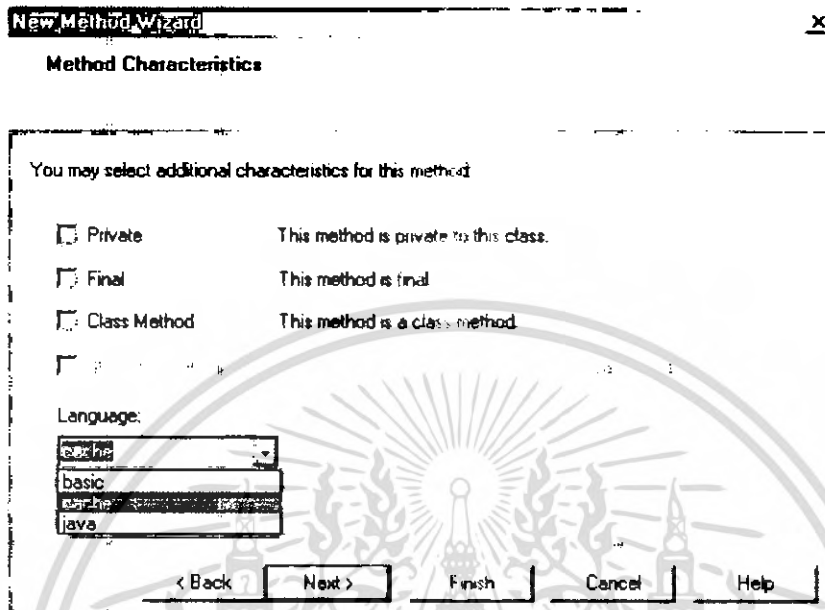 New Method Wizard
Method Characteristics
You may select additional characteristics for this method
Private This method is private to this class.
Final This method is final
Class Method This method is a class method.
Language:
cache
basic
cache
java
< Back Next > Finish Cancel Help